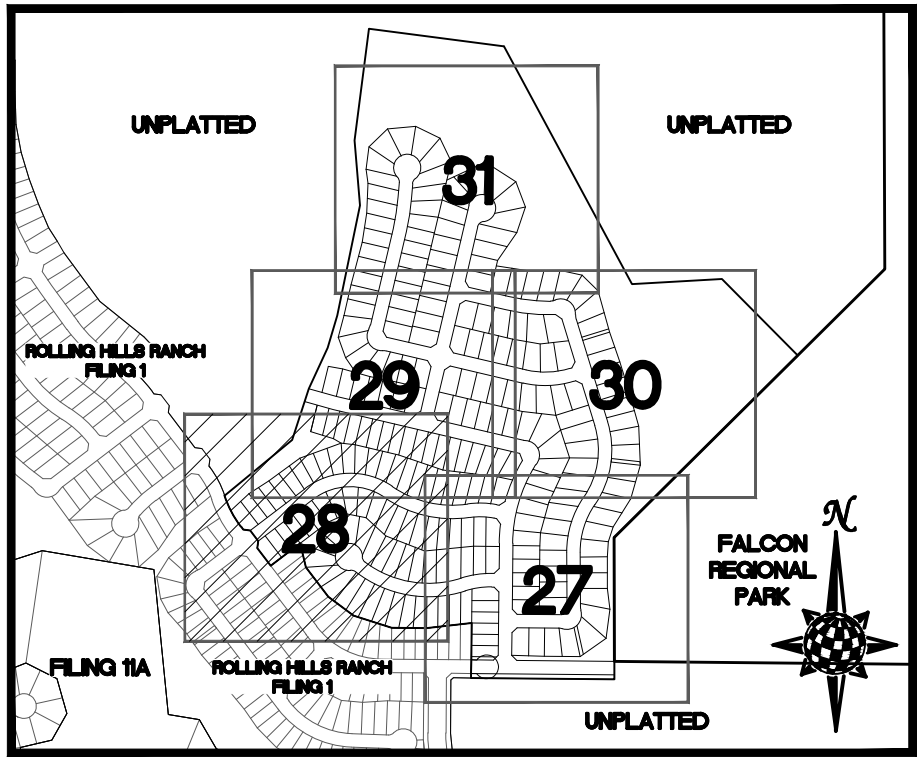 UNPLATTED
UNPLATTED
31
ROLLING HILLS RANCH
FILING 1
29
30
28
N
FALCON
REGIONAL
PARK
27
FILING 11A
ROLLING HILLS RANCH
FILING 1
UNPLATTED